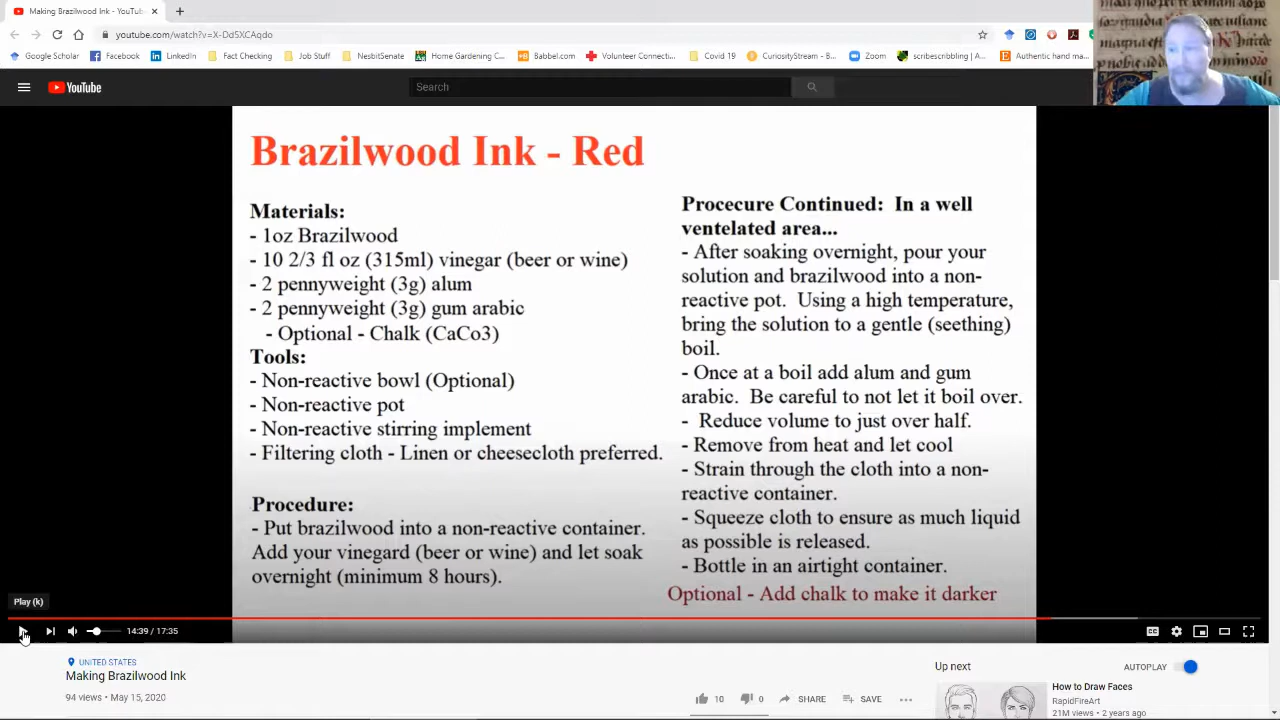 Making Brazilwood Ink - YouTu
youtube.com/watch?v=X-Dd5XCAqdo
Google Scholar
Facebook
LinkedIn
Fact Checking
Job Stuff
NesbitSenate
Home Gardening C...
Babbel.com
Volunteer Connecti...
Covid 19
CuriosityStream - B...
Zoom
scribescribbling |
Authentic hand ma...
YouTube
Search
Brazilwood Ink - Red
Materials:
- 1oz Brazilwood
- 10 2/3 fl oz (315ml) vinegar (beer or wine)
- 2 pennyweight (3g) alum
- 2 pennyweight (3g) gum arabic
- Optional - Chalk (CaCo3)
Tools:
- Non-reactive bowl (Optional)
- Non-reactive pot
- Non-reactive stirring implement
- Filtering cloth - Linen or cheesecloth preferred.
Procedure:
- Put brazilwood into a non-reactive container.
Add your vinegard (beer or wine) and let soak
overnight (minimum 8 hours).
Procecure Continued: In a well
ventelated area...
- After soaking overnight, pour your
solution and brazilwood into a non-
reactive pot. Using a high temperature,
bring the solution to a gentle (seething)
boil.
- Once at a boil add alum and gum
arabic. Be careful to not let it boil over.
- Reduce volume to just over half.
- Remove from heat and let cool
- Strain through the cloth into a non-
reactive container.
- Squeeze cloth to ensure as much liquid
as possible is released.
- Bottle in an airtight container.
Optional - Add chalk to make it darker
Play (k)
14:39 / 17:35
UNITED STATES
Making Brazilwood Ink
94 views • May 15, 2020
10
0
SHARE
SAVE
Up next
AUTOPLAY
How to Draw Faces
RapidFireArt
21M views • 2 years ago